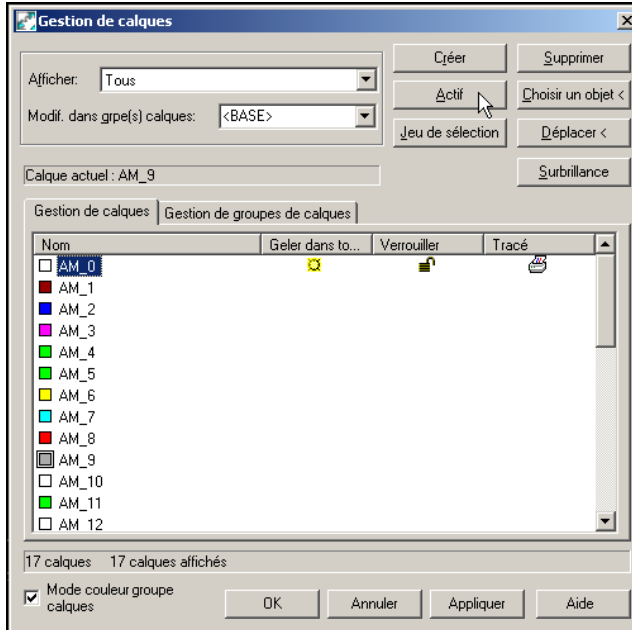 Gestion de calques
Afficher: Tous
Modif. dans grpe(s) calques: <BASE>
Créer
Supprimer
Actif
Choisir un objet <
Jeu de sélection
Déplacer <
Surbrillance
Calque actuel : AM_9
Gestion de calques
Gestion de groupes de calques
Nom Geler dans to... Verrouiller Tracé
AM_0
AM_1
AM_2
AM_3
AM_4
AM_5
AM_6
AM_7
AM_8
AM_9
AM_10
AM_11
AM_12
17 calques 17 calques affichés
Mode couleur groupe
calques
OK
Annuler
Appliquer
Aide